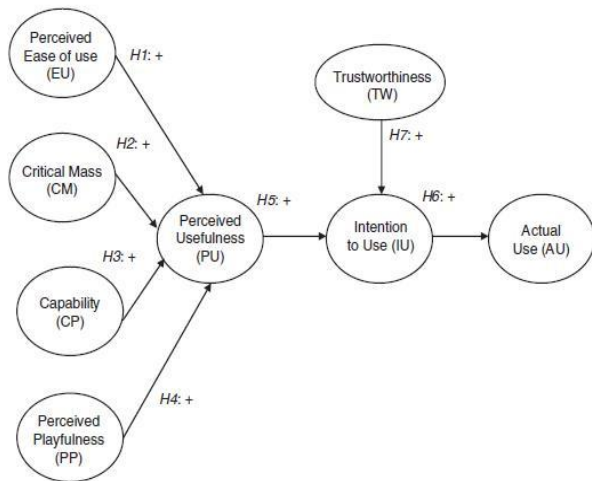 Perceived
Ease of use
(EU)
H1: +
Critical Mass
(CM)
H2: +
Capability
(CP)
H3: +
Perceived
Playfulness
(PP)
H4: +
Perceived
Usefulness
(PU)
H5: +
Trustworthiness
(TW)
H7: +
Intention
to Use (IU)
H6: +
Actual
Use (AU)